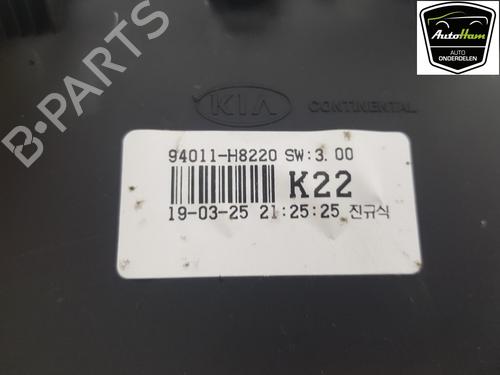 B-PARTS
AutoHam
AUTO
ONDERDELEN
KIA
CONTINENTAL
94011-H8220 SW:3.00
K22
19-03-25 21:25:25 진규식